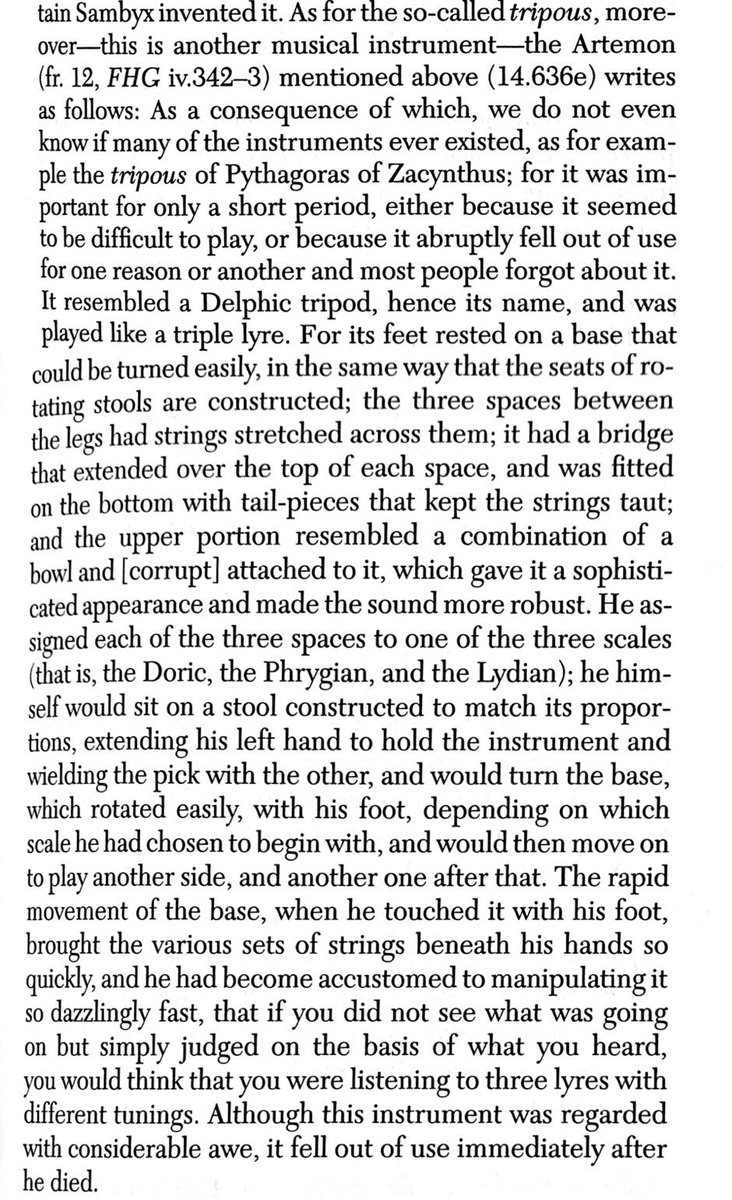 tain Sambyx invented it. As for the so-called tripous, more-
over—this is another musical instrument—the Artemon
(fr. 12, FHG iv.342–3) mentioned above (14.636e) writes
as follows: As a consequence of which, we do not even
know if many of the instruments ever existed, as for exam-
ple the tripous of Pythagoras of Zacynthus; for it was im-
portant for only a short period, either because it seemed
to be difficult to play, or because it abruptly fell out of use
for one reason or another and most people forgot about it.
It resembled a Delphic tripod, hence its name, and was
played like a triple lyre. For its feet rested on a base that
could be turned easily, in the same way that the seats of ro-
tating stools are constructed; the three spaces between
the legs had strings stretched across them; it had a bridge
that extended over the top of each space, and was fitted
on the bottom with tail-pieces that kept the strings taut;
and the upper portion resembled a combination of a
bowl and [corrupt] attached to it, which gave it a sophisti-
cated appearance and made the sound more robust. He as-
signed each of the three spaces to one of the three scales
(that is, the Doric, the Phrygian, and the Lydian); he him-
self would sit on a stool constructed to match its propor-
tions, extending his left hand to hold the instrument and
wielding the pick with the other, and would turn the base,
which rotated easily, with his foot, depending on which
scale he had chosen to begin with, and would then move on
to play another side, and another one after that. The rapid
movement of the base, when he touched it with his foot,
brought the various sets of strings beneath his hands so
quickly, and he had become accustomed to manipulating it
so dazzlingly fast, that if you did not see what was going
on but simply judged on the basis of what you heard,
you would think that you were listening to three lyres with
different tunings. Although this instrument was regarded
with considerable awe, it fell out of use immediately after
he died.